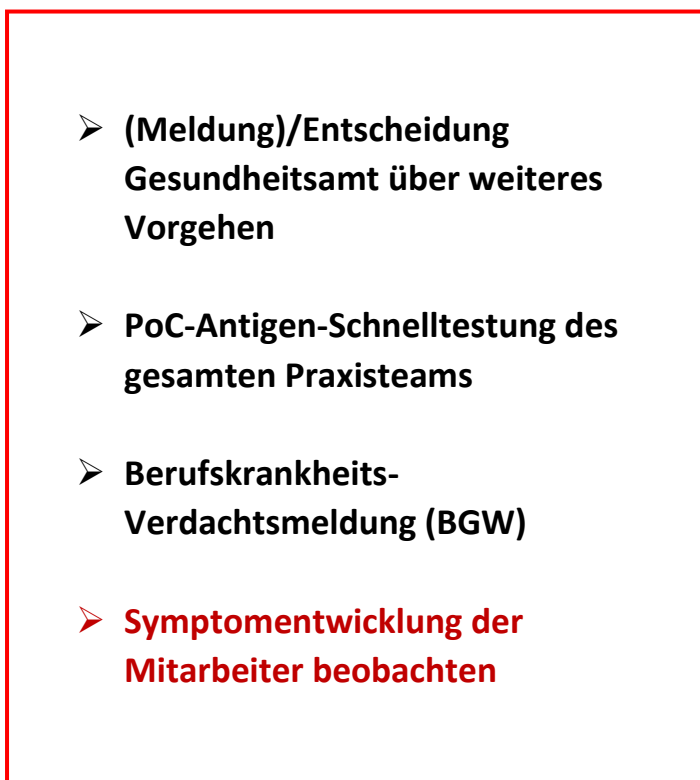 ➢ (Meldung)/Entscheidung
Gesundheitsamt über weiteres
Vorgehen
➢ PoC-Antigen-Schnelltestung des
gesamten Praxisteams
➢ Berufskrankheits-
Verdachtsmeldung (BGW)
➢ Symptomentwicklung der
Mitarbeiter beobachten